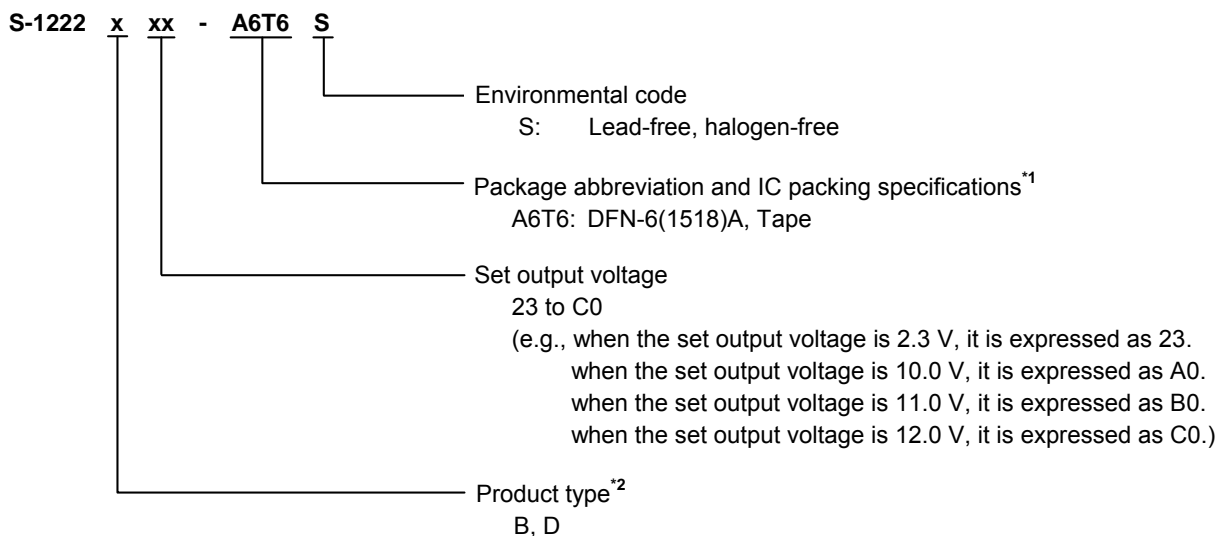 S-1222 x xx - A6T6 S
Environmental code
S: Lead-free, halogen-free
Package abbreviation and IC packing specifications*1
A6T6: DFN-6(1518)A, Tape
Set output voltage
23 to C0
(e.g., when the set output voltage is 2.3 V, it is expressed as 23.
when the set output voltage is 10.0 V, it is expressed as A0.
when the set output voltage is 11.0 V, it is expressed as B0.
when the set output voltage is 12.0 V, it is expressed as C0.)
Product type*2
B, D